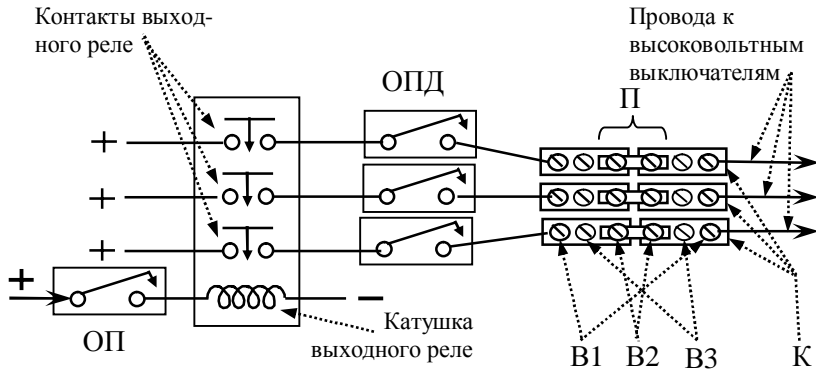 Контакты выход-
ного реле
Провода к
высоковольтным
выключателям
ОПД
П
+
+
+
+
−
ОП
Катушка
выходного реле
В1 В2 В3 К